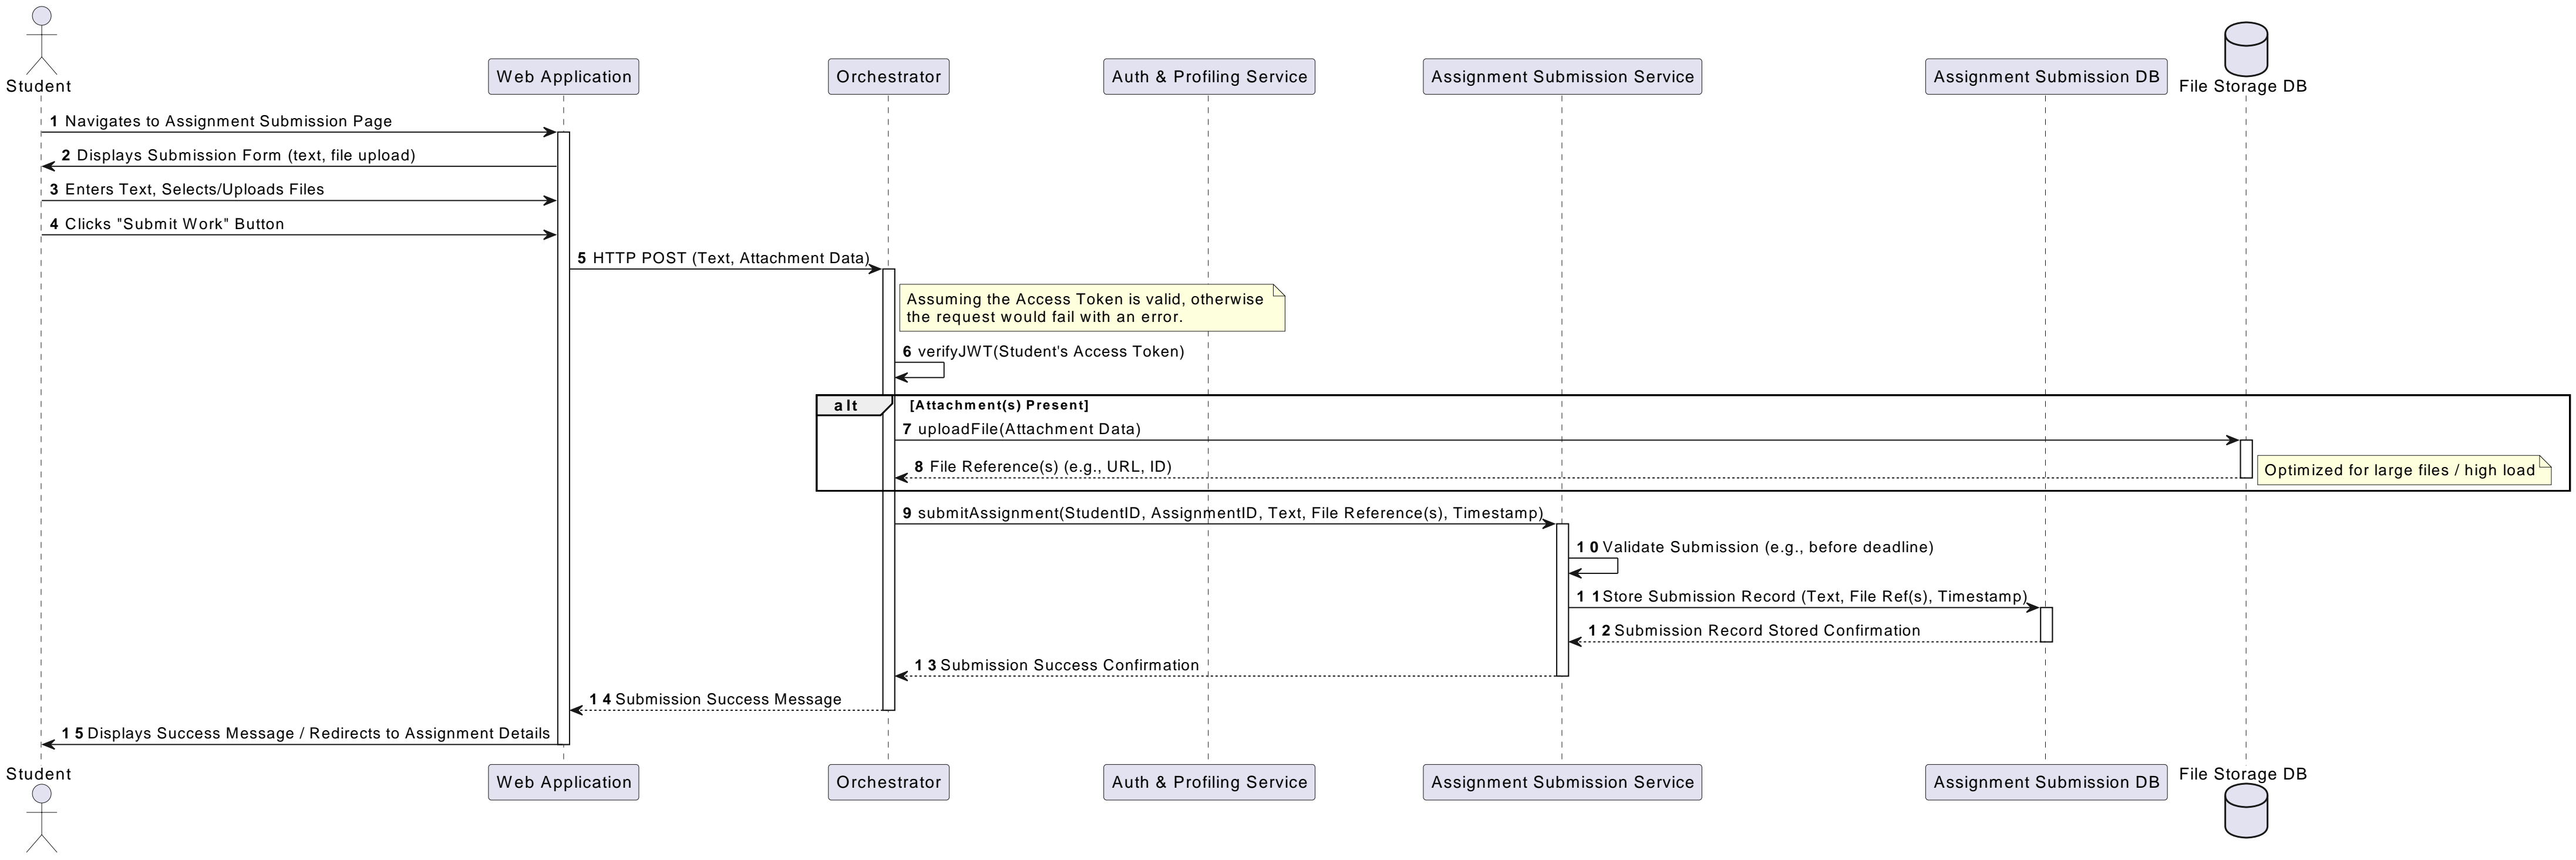 Student
Web Application
Orchestrator
Auth & Profiling Service
Assignment Submission Service
Assignment Submission DB
File Storage DB
1 Navigates to Assignment Submission Page
2 Displays Submission Form (text, file upload)
3 Enters Text, Selects/Uploads Files
4 Clicks "Submit Work" Button
5 HTTP POST (Text, Attachment Data)
Assuming the Access Token is valid, otherwise
the request would fail with an error.
6 verifyJWT(Student's Access Token)
alt [Attachment(s) Present]
7 uploadFile(Attachment Data)
8 File Reference(s) (e.g., URL, ID)
Optimized for large files / high load
9 submitAssignment(StudentID, AssignmentID, Text, File Reference(s), Timestamp)
10 Validate Submission (e.g., before deadline)
11 Store Submission Record (Text, File Ref(s), Timestamp)
12 Submission Record Stored Confirmation
13 Submission Success Confirmation
14 Submission Success Message
15 Displays Success Message / Redirects to Assignment Details
Student
Web Application
Orchestrator
Auth & Profiling Service
Assignment Submission Service
Assignment Submission DB
File Storage DB